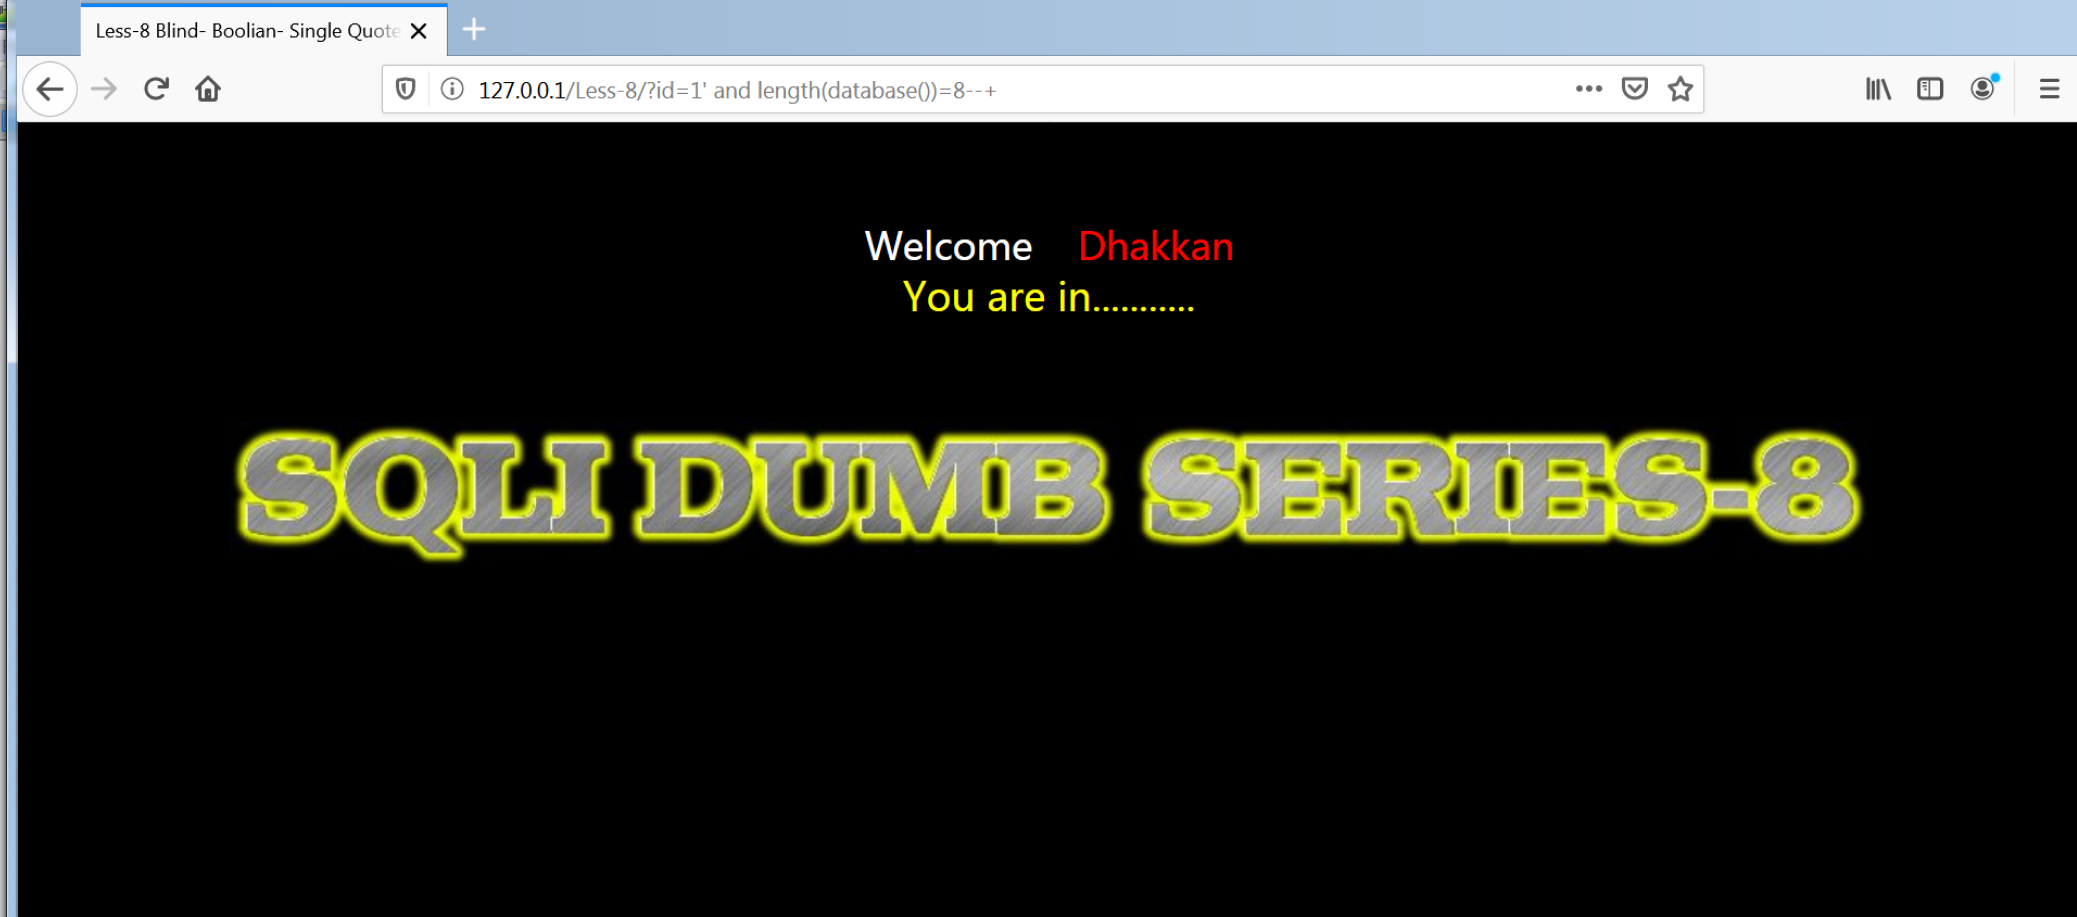 Less-8 Blind- Boolian- Single Quote
127.0.0.1/Less-8/?id=1' and length(database())=8--+
Welcome Dhakkan
You are in...........
SQLI DUMB SERIES-8